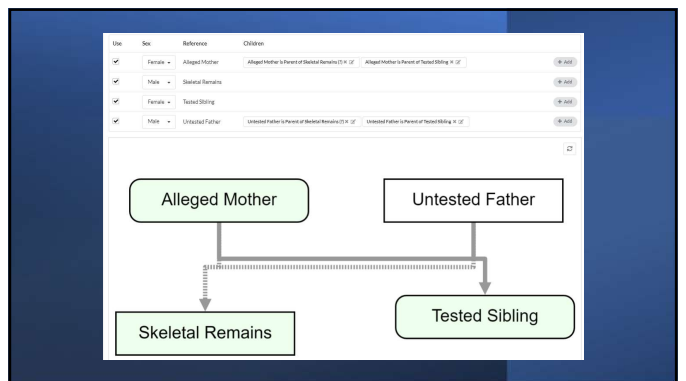 Use Sex Reference Children
Female Alleged Mother Alleged Mother is Parent of Skeletal Remains (?) × Alleged Mother is Parent of Tested Sibling × + Add
Male Skeletal Remains + Add
Female Tested Sibling + Add
Male Untested Father Untested Father is Parent of Skeletal Remains (?) × Untested Father is Parent of Tested Sibling × + Add
Alleged Mother Untested Father
Skeletal Remains Tested Sibling